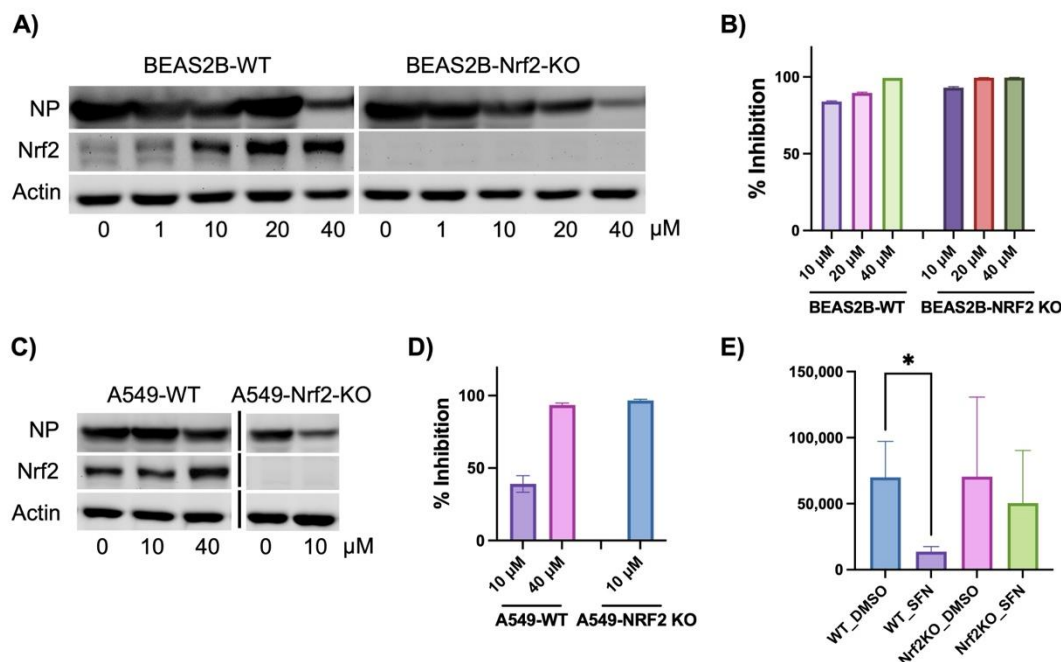 A)
BEAS2B-WT BEAS2B-Nrf2-KO
NP
Nrf2
Actin
0 1 10 20 40 0 1 10 20 40 µM
B)
% Inhibition
100
50
0
10 µM 20 µM 40 µM 10 µM 20 µM 40 µM
BEAS2B-WT BEAS2B-NRF2 KO
C)
A549-WT A549-Nrf2-KO
NP
Nrf2
Actin
0 10 40 0 10 µM
D)
% Inhibition
100
50
0
10 µM 40 µM 10 µM
A549-WT A549-NRF2 KO
E)
*
150,000
100,000
50,000
0
WT_DMSO WT_SFN Nrf2KO_DMSO Nrf2KO_SFN